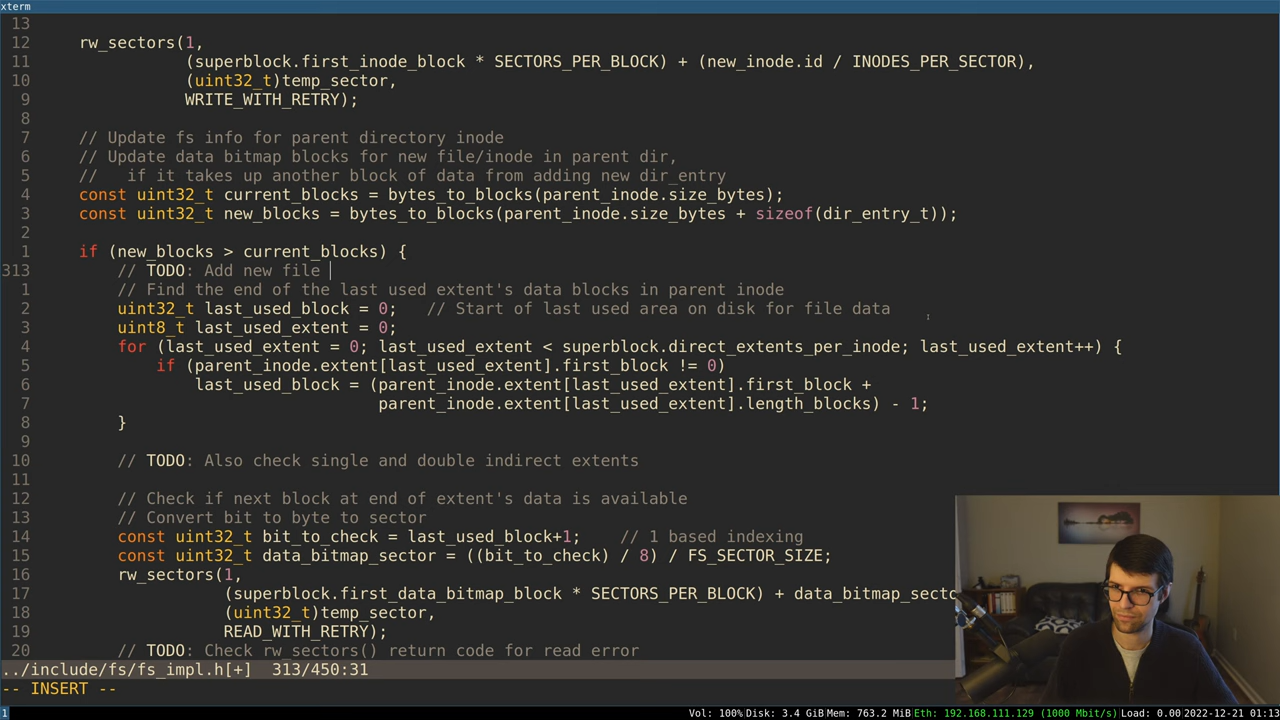 xterm
13
12     rw_sectors(1,
11                (superblock.first_inode_block * SECTORS_PER_BLOCK) + (new_inode.id / INODES_PER_SECTOR),
10                (uint32_t)temp_sector,
9                WRITE_WITH_RETRY);
8
7     // Update fs info for parent directory inode
6     // Update data bitmap blocks for new file/inode in parent dir,
5     //   if it takes up another block of data from adding new dir_entry
4     const uint32_t current_blocks = bytes_to_blocks(parent_inode.size_bytes);
3     const uint32_t new_blocks = bytes_to_blocks(parent_inode.size_bytes + sizeof(dir_entry_t));
2
1     if (new_blocks > current_blocks) {
313         // TODO: Add new file
1         // Find the end of the last used extent's data blocks in parent inode
2         uint32_t last_used_block = 0;   // Start of last used area on disk for file data
3         uint8_t last_used_extent = 0;
4         for (last_used_extent = 0; last_used_extent < superblock.direct_extents_per_inode; last_used_extent++) {
5             if (parent_inode.extent[last_used_extent].first_block != 0)
6                 last_used_block = (parent_inode.extent[last_used_extent].first_block +
7                                    parent_inode.extent[last_used_extent].length_blocks) - 1;
8         }
9
10         // TODO: Also check single and double indirect extents
11
12         // Check if next block at end of extent's data is available
13         // Convert bit to byte to sector
14         const uint32_t bit_to_check = last_used_block+1;    // 1 based indexing
15         const uint32_t data_bitmap_sector = ((bit_to_check) / 8) / FS_SECTOR_SIZE;
16         rw_sectors(1,
17                    (superblock.first_data_bitmap_block * SECTORS_PER_BLOCK) + data_bitmap_secto
18                    (uint32_t)temp_sector,
19                    READ_WITH_RETRY);
20         // TODO: Check rw_sectors() return code for read error
../include/fs/fs_impl.h[+]  313/450:31
-- INSERT --
1 Vol: 100% Disk: 3.4 GiB Mem: 763.2 MiB Eth: 192.168.111.129 (1000 Mbit/s) Load: 0.00 2022-12-21 01:13